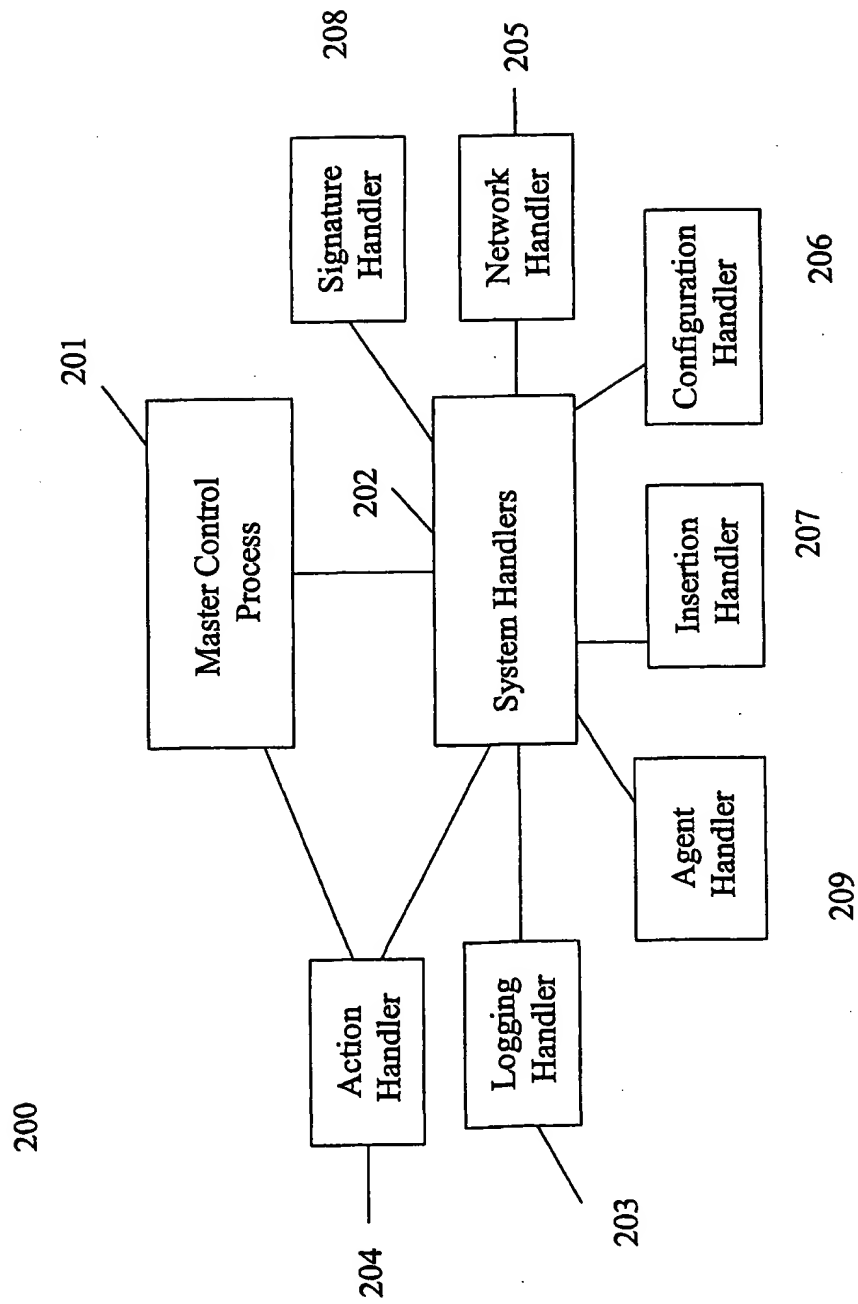 200
201
Master Control
Process
208
Signature
Handler
202
204
Action
Handler
System Handlers
Network
Handler
205
203
Logging
Handler
Agent
Handler
209
Insertion
Handler
207
Configuration
Handler
206